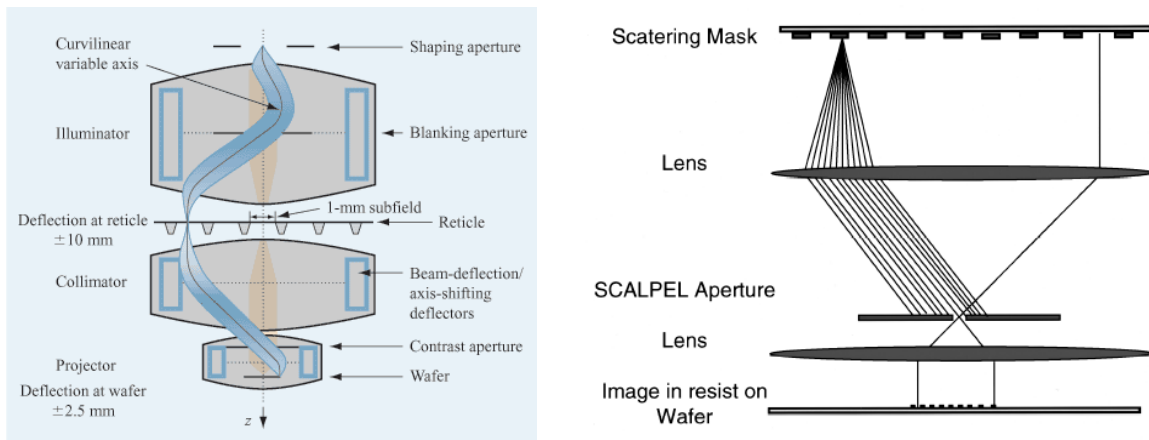 Curvilinear
variable axis
Shaping aperture
Illuminator
Blanking aperture
1-mm subfield
Deflection at reticle
±10 mm
Reticle
Collimator
Beam-deflection/
axis-shifting
deflectors
Projector
Contrast aperture
Deflection at wafer
±2.5 mm
Wafer
z
Scatering Mask
Lens
SCALPEL Aperture
Lens
Image in resist on
Wafer